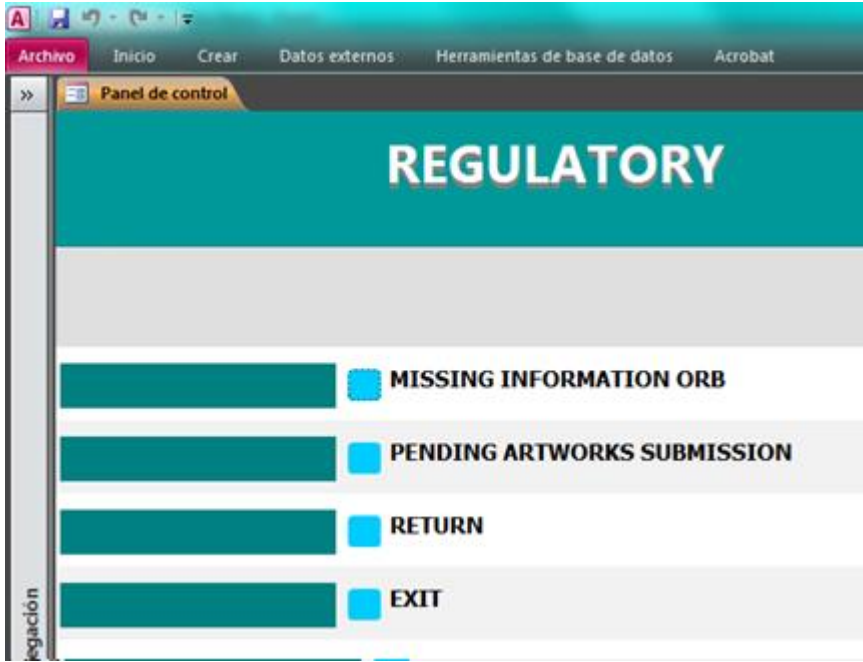 A
Archivo Inicio Crear Datos externos Herramientas de base de datos Acrobat
» Panel de control
REGULATORY
MISSING INFORMATION ORB
PENDING ARTWORKS SUBMISSION
RETURN
EXIT